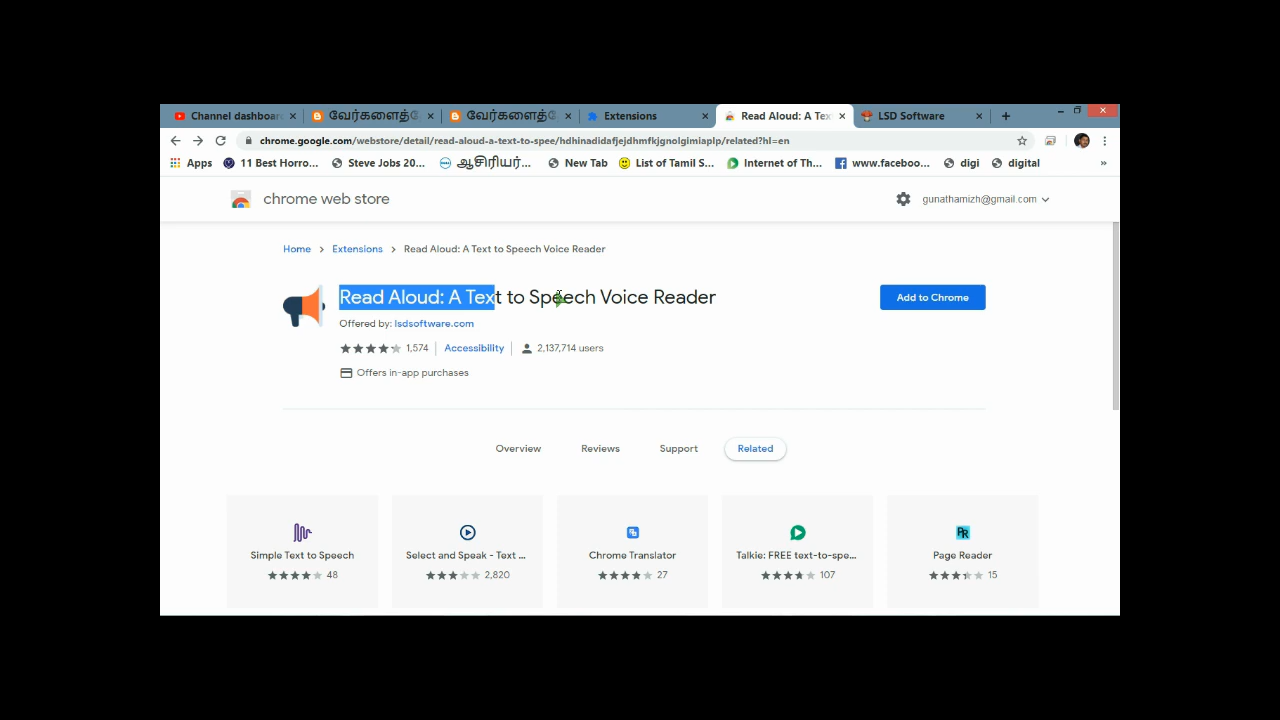 Channel dashboar வேர்களைத்தே வேர்களைத்தே Extensions Read Aloud: A Tex LSD Software
chrome.google.com/webstore/detail/read-aloud-a-text-to-spee/hdhinadidafjejdhmfkjgnolgimiaplp/related?hl=en
Apps 11 Best Horro... Steve Jobs 20... ஆசிரியர்... New Tab List of Tamil S... Internet of Th... www.faceboo... digi digital »
chrome web store gunathamizh@gmail.com
Home > Extensions > Read Aloud: A Text to Speech Voice Reader
Read Aloud: A Text to Speech Voice Reader Add to Chrome
Offered by: lsdsoftware.com
1,574 Accessibility 2,137,714 users
Offers in-app purchases
Overview Reviews Support Related
Simple Text to Speech Select and Speak - Text ... Chrome Translator Talkie: FREE text-to-spe... Page Reader
48 2,820 27 107 15